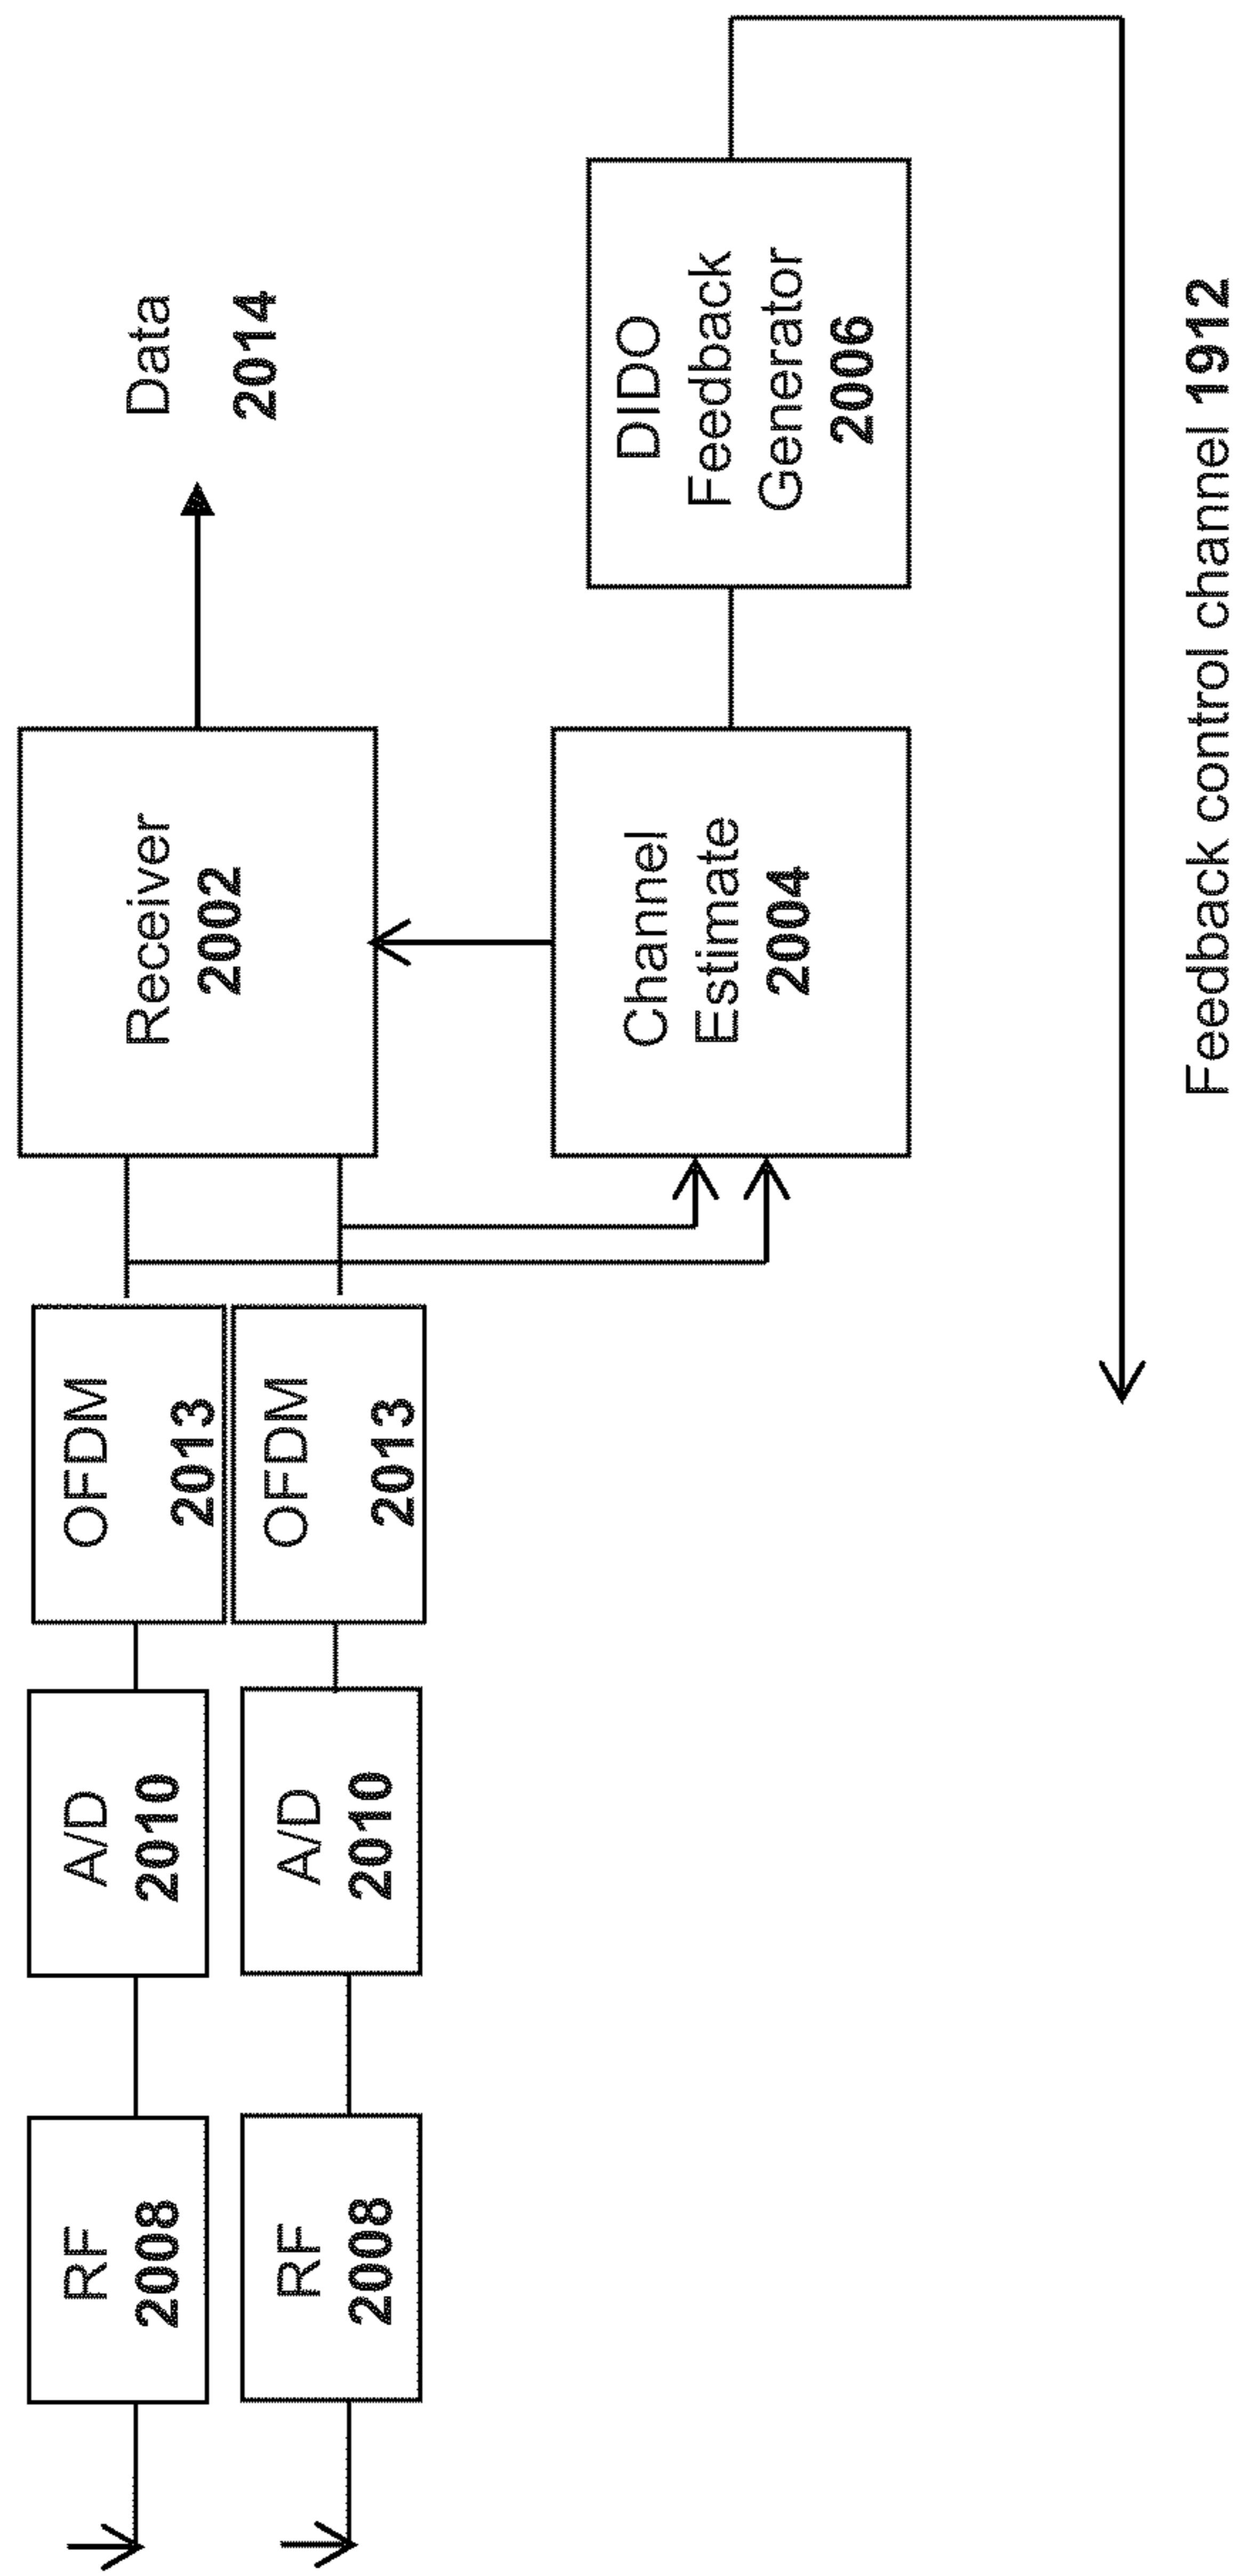 RF
2008
A/D
2010
OFDM
2013
Receiver
2002
Data
2014
RF
2008
A/D
2010
OFDM
2013
Channel
Estimate
2004
DIDO
Feedback
Generator
2006
Feedback control channel 1912